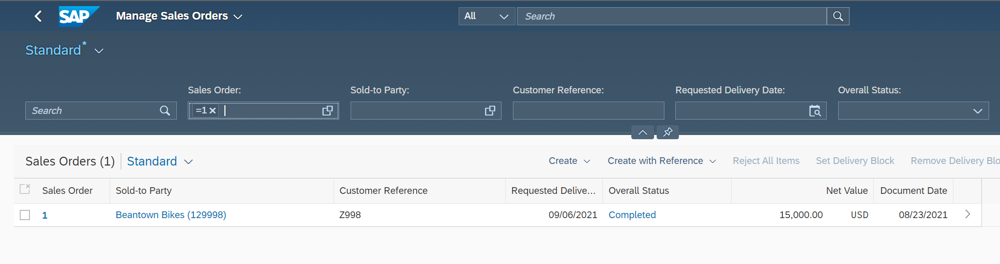 SAP Manage Sales Orders All Search
Standard*
Sales Order: Sold-to Party: Customer Reference: Requested Delivery Date: Overall Status:
Search =1
Sales Orders (1) Standard Create Create with Reference Reject All Items Set Delivery Block Remove Delivery Blo
Sales Order Sold-to Party Customer Reference Requested Delive... Overall Status Net Value Document Date
1 Beantown Bikes (129998) Z998 09/06/2021 Completed 15,000.00 USD 08/23/2021